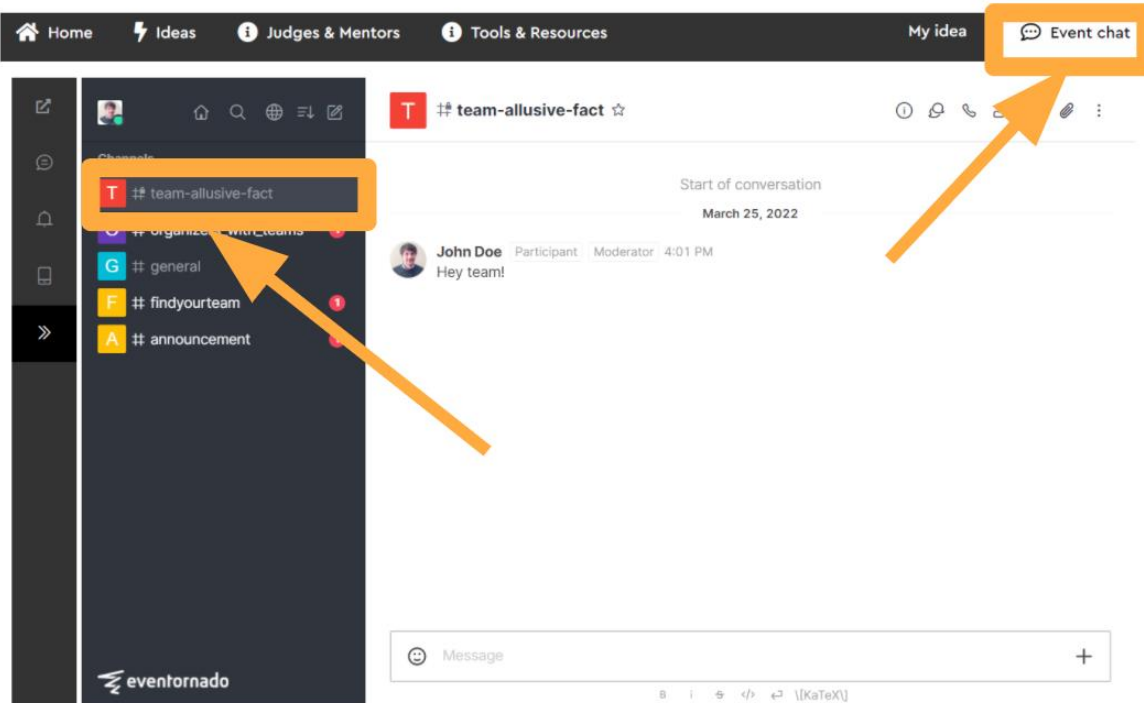 Home Ideas Judges & Mentors Tools & Resources My idea Event chat
T # team-allusive-fact
Channels
T # team-allusive-fact
# organizers_with_teams
G # general
F # findyourteam 1
A # announcement
Start of conversation
March 25, 2022
John Doe Participant Moderator 4:01 PM
Hey team!
Message
B i S </> \[KaTeX\]
eventornado